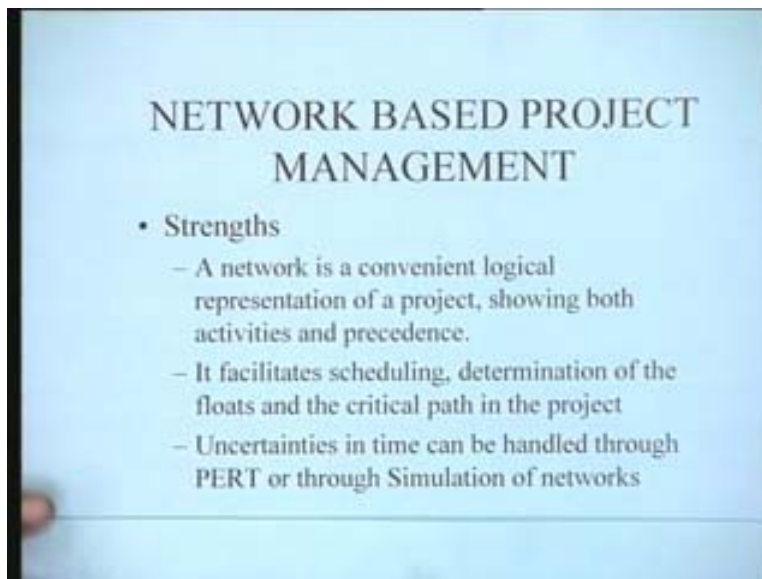 NETWORK BASED PROJECT
MANAGEMENT
• Strengths
– A network is a convenient logical
representation of a project, showing both
activities and precedence.
– It facilitates scheduling, determination of the
floats and the critical path in the project
– Uncertainties in time can be handled through
PERT or through Simulation of networks